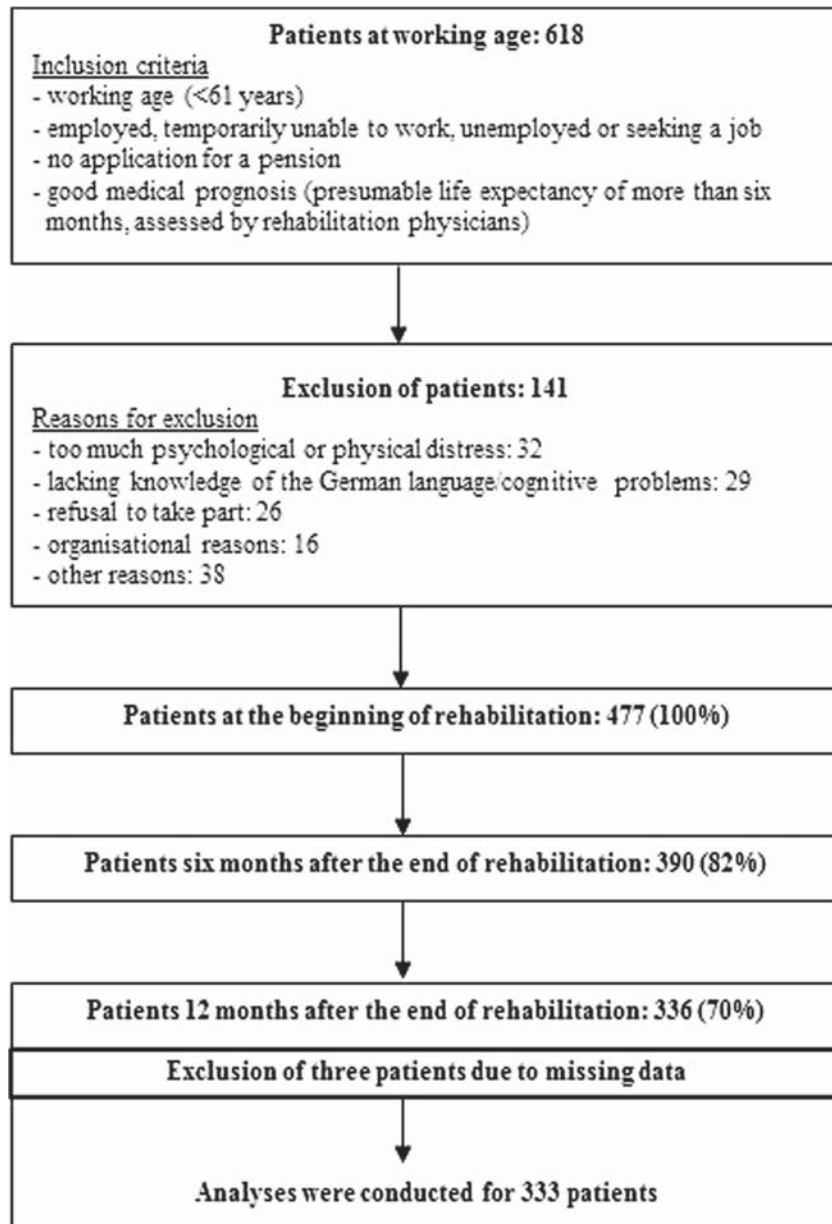 Patients at working age: 618
Inclusion criteria
- working age (<61 years)
- employed, temporarily unable to work, unemployed or seeking a job
- no application for a pension
- good medical prognosis (presumable life expectancy of more than six
months, assessed by rehabilitation physicians)
Exclusion of patients: 141
Reasons for exclusion
- too much psychological or physical distress: 32
- lacking knowledge of the German language/cognitive problems: 29
- refusal to take part: 26
- organisational reasons: 16
- other reasons: 38
Patients at the beginning of rehabilitation: 477 (100%)
Patients six months after the end of rehabilitation: 390 (82%)
Patients 12 months after the end of rehabilitation: 336 (70%)
Exclusion of three patients due to missing data
Analyses were conducted for 333 patients